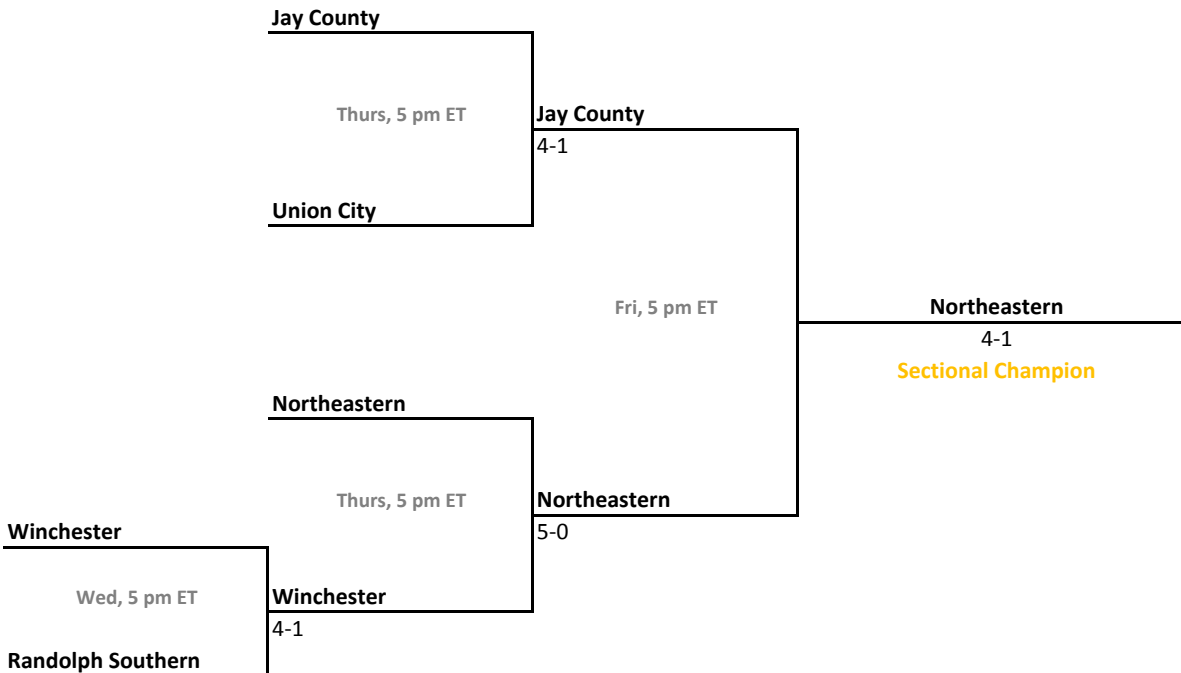 Jay County
Thurs, 5 pm ET
Jay County
4-1
Union City
Fri, 5 pm ET
Northeastern
4-1
Sectional Champion
Northeastern
Thurs, 5 pm ET
Northeastern
5-0
Winchester
Wed, 5 pm ET
Winchester
4-1
Randolph Southern